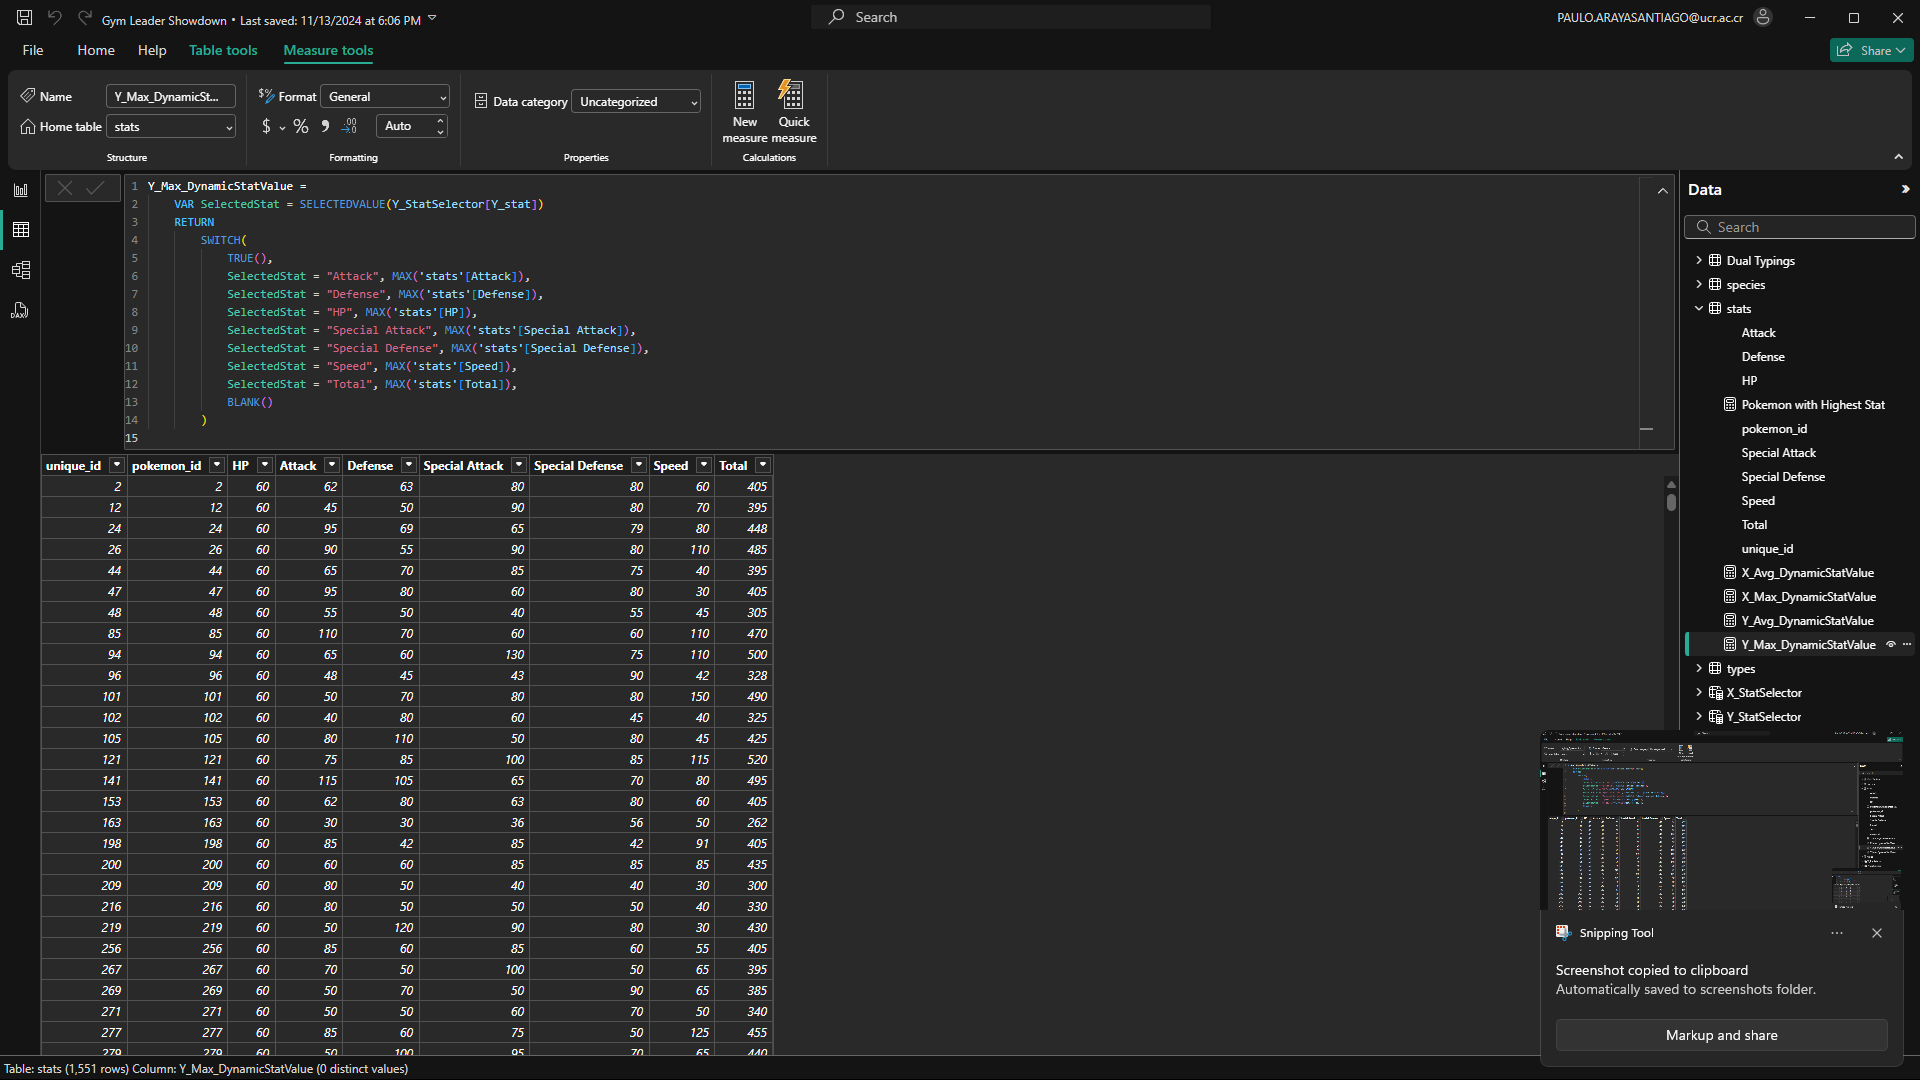 Gym Leader Showdown • Last saved: 11/13/2024 at 6:06 PM
Search
PAULO.ARAYASANTIAGO@ucr.ac.cr
File Home Help Table tools Measure tools
Share
Name Y_Max_DynamicSt...
Home table stats
Structure
Format General
$ % , .00 Auto
Formatting
Data category Uncategorized
Properties
New measure
Quick measure
Calculations
1 Y_Max_DynamicStatValue =
2 VAR SelectedStat = SELECTEDVALUE(Y_StatSelector[Y_stat])
3 RETURN
4 SWITCH(
5 TRUE(),
6 SelectedStat = "Attack", MAX('stats'[Attack]),
7 SelectedStat = "Defense", MAX('stats'[Defense]),
8 SelectedStat = "HP", MAX('stats'[HP]),
9 SelectedStat = "Special Attack", MAX('stats'[Special Attack]),
10 SelectedStat = "Special Defense", MAX('stats'[Special Defense]),
11 SelectedStat = "Speed", MAX('stats'[Speed]),
12 SelectedStat = "Total", MAX('stats'[Total]),
13 BLANK()
14 )
15
unique_id pokemon_id HP Attack Defense Special Attack Special Defense Speed Total
2 2 60 62 63 80 80 60 405
12 12 60 45 50 90 80 70 395
24 24 60 95 69 65 79 80 448
26 26 60 90 55 90 80 110 485
44 44 60 65 70 85 75 40 395
47 47 60 95 80 60 80 30 405
48 48 60 55 50 40 55 45 305
85 85 60 110 70 60 60 110 470
94 94 60 65 60 130 75 110 500
96 96 60 48 45 43 90 42 328
101 101 60 50 70 80 80 150 490
102 102 60 40 80 60 45 40 325
105 105 60 80 110 50 80 45 425
121 121 60 75 85 100 85 115 520
141 141 60 115 105 65 70 80 495
153 153 60 62 80 63 80 60 405
163 163 60 30 30 36 56 50 262
198 198 60 85 42 85 42 91 405
200 200 60 60 60 85 85 85 435
209 209 60 80 50 40 40 30 300
216 216 60 80 50 50 50 40 330
219 219 60 50 120 90 80 30 430
256 256 60 85 60 85 60 55 405
267 267 60 70 50 100 50 65 395
269 269 60 50 70 50 90 65 385
271 271 60 50 50 60 70 50 340
277 277 60 85 60 75 50 125 455
279 279 60 50 100 95 70 65 440
Table: stats (1,551 rows) Column: Y_Max_DynamicStatValue (0 distinct values)
DAX
Data
Search
Dual Typings
species
stats
Attack
Defense
HP
Pokemon with Highest Stat
pokemon_id
Special Attack
Special Defense
Speed
Total
unique_id
X_Avg_DynamicStatValue
X_Max_DynamicStatValue
Y_Avg_DynamicStatValue
Y_Max_DynamicStatValue
types
X_StatSelector
Y_StatSelector
Snipping Tool
Screenshot copied to clipboard
Automatically saved to screenshots folder.
Markup and share